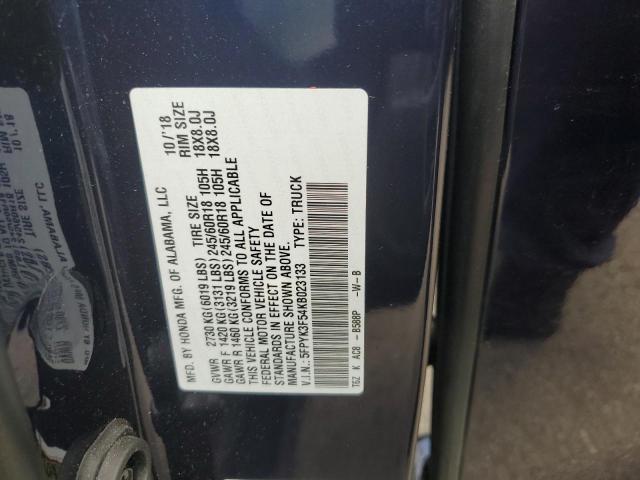 MFD. BY HONDA MFG. OF ALABAMA, LLC 10/'18
GVWR 2730 KG (6019 LBS) TIRE SIZE RIM SIZE
GAWR F 1420 KG (3131 LBS) 245/60R18 105H 18X8.0J
GAWR R 1460 KG (3219 LBS) 245/60R18 105H 18X8.0J
THIS VEHICLE CONFORMS TO ALL APPLICABLE
FEDERAL MOTOR VEHICLE SAFETY
STANDARDS IN EFFECT ON THE DATE OF
MANUFACTURE SHOWN ABOVE.
V.I.N.: 5FPYK3F54KB023133 TYPE: TRUCK
T6Z K AC8 -B588P -W-B